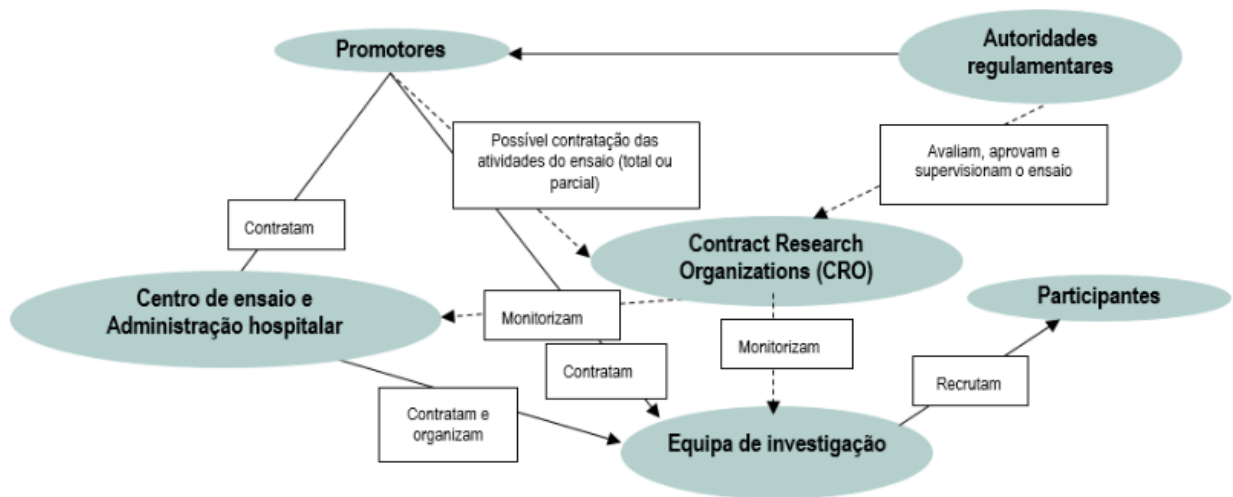 Promotores
Autoridades
regulamentares
Possível contratação das
atividades do ensaio (total ou
parcial)
Avaliam, aprovam e
supervisionam o ensaio
Contratam
Contract Research
Organizations (CRO)
Centro de ensaio e
Administração hospitalar
Participantes
Monitorizam
Monitorizam
Contratam
Recrutam
Contratam e
organizam
Equipa de investigação